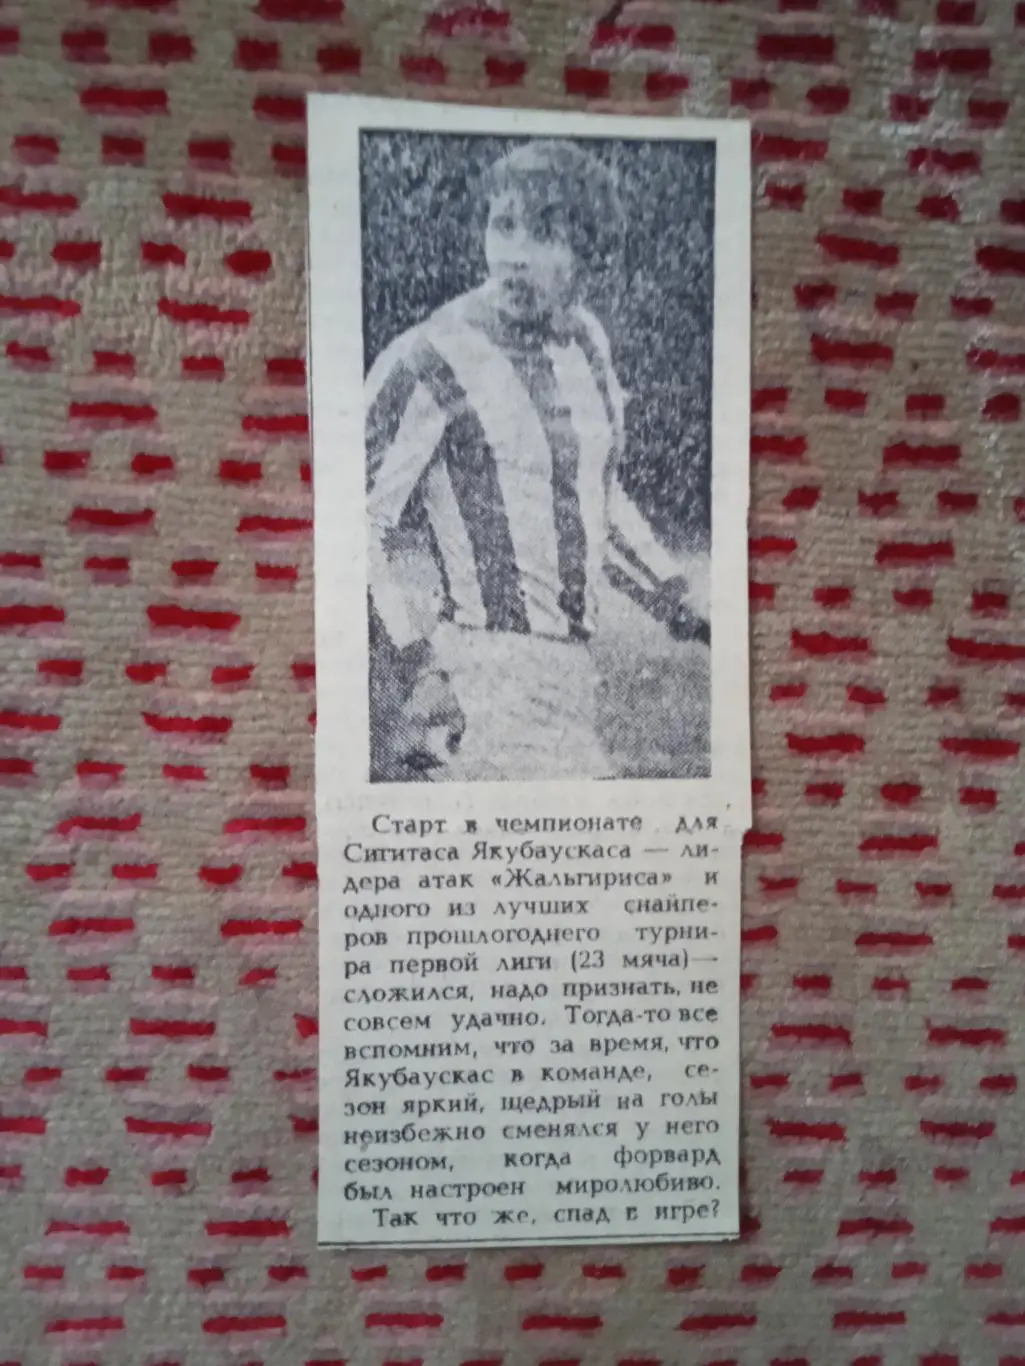 Старт в чемпионате для
Сигитаса Якубаускаса — ли-
дера атак «Жальгириса» и
одного из лучших снайпе-
ров прошлогоднего турни-
ра первой лиги (23 мяча)—
сложился, надо признать, не
совсем удачно. Тогда-то все
вспомним, что за время, что
Якубаускас в команде, се-
зон яркий, щедрый на голы
неизбежно сменялся у него
сезоном, когда форвард
был настроен миролюбиво.
Так что же, спад в игре?